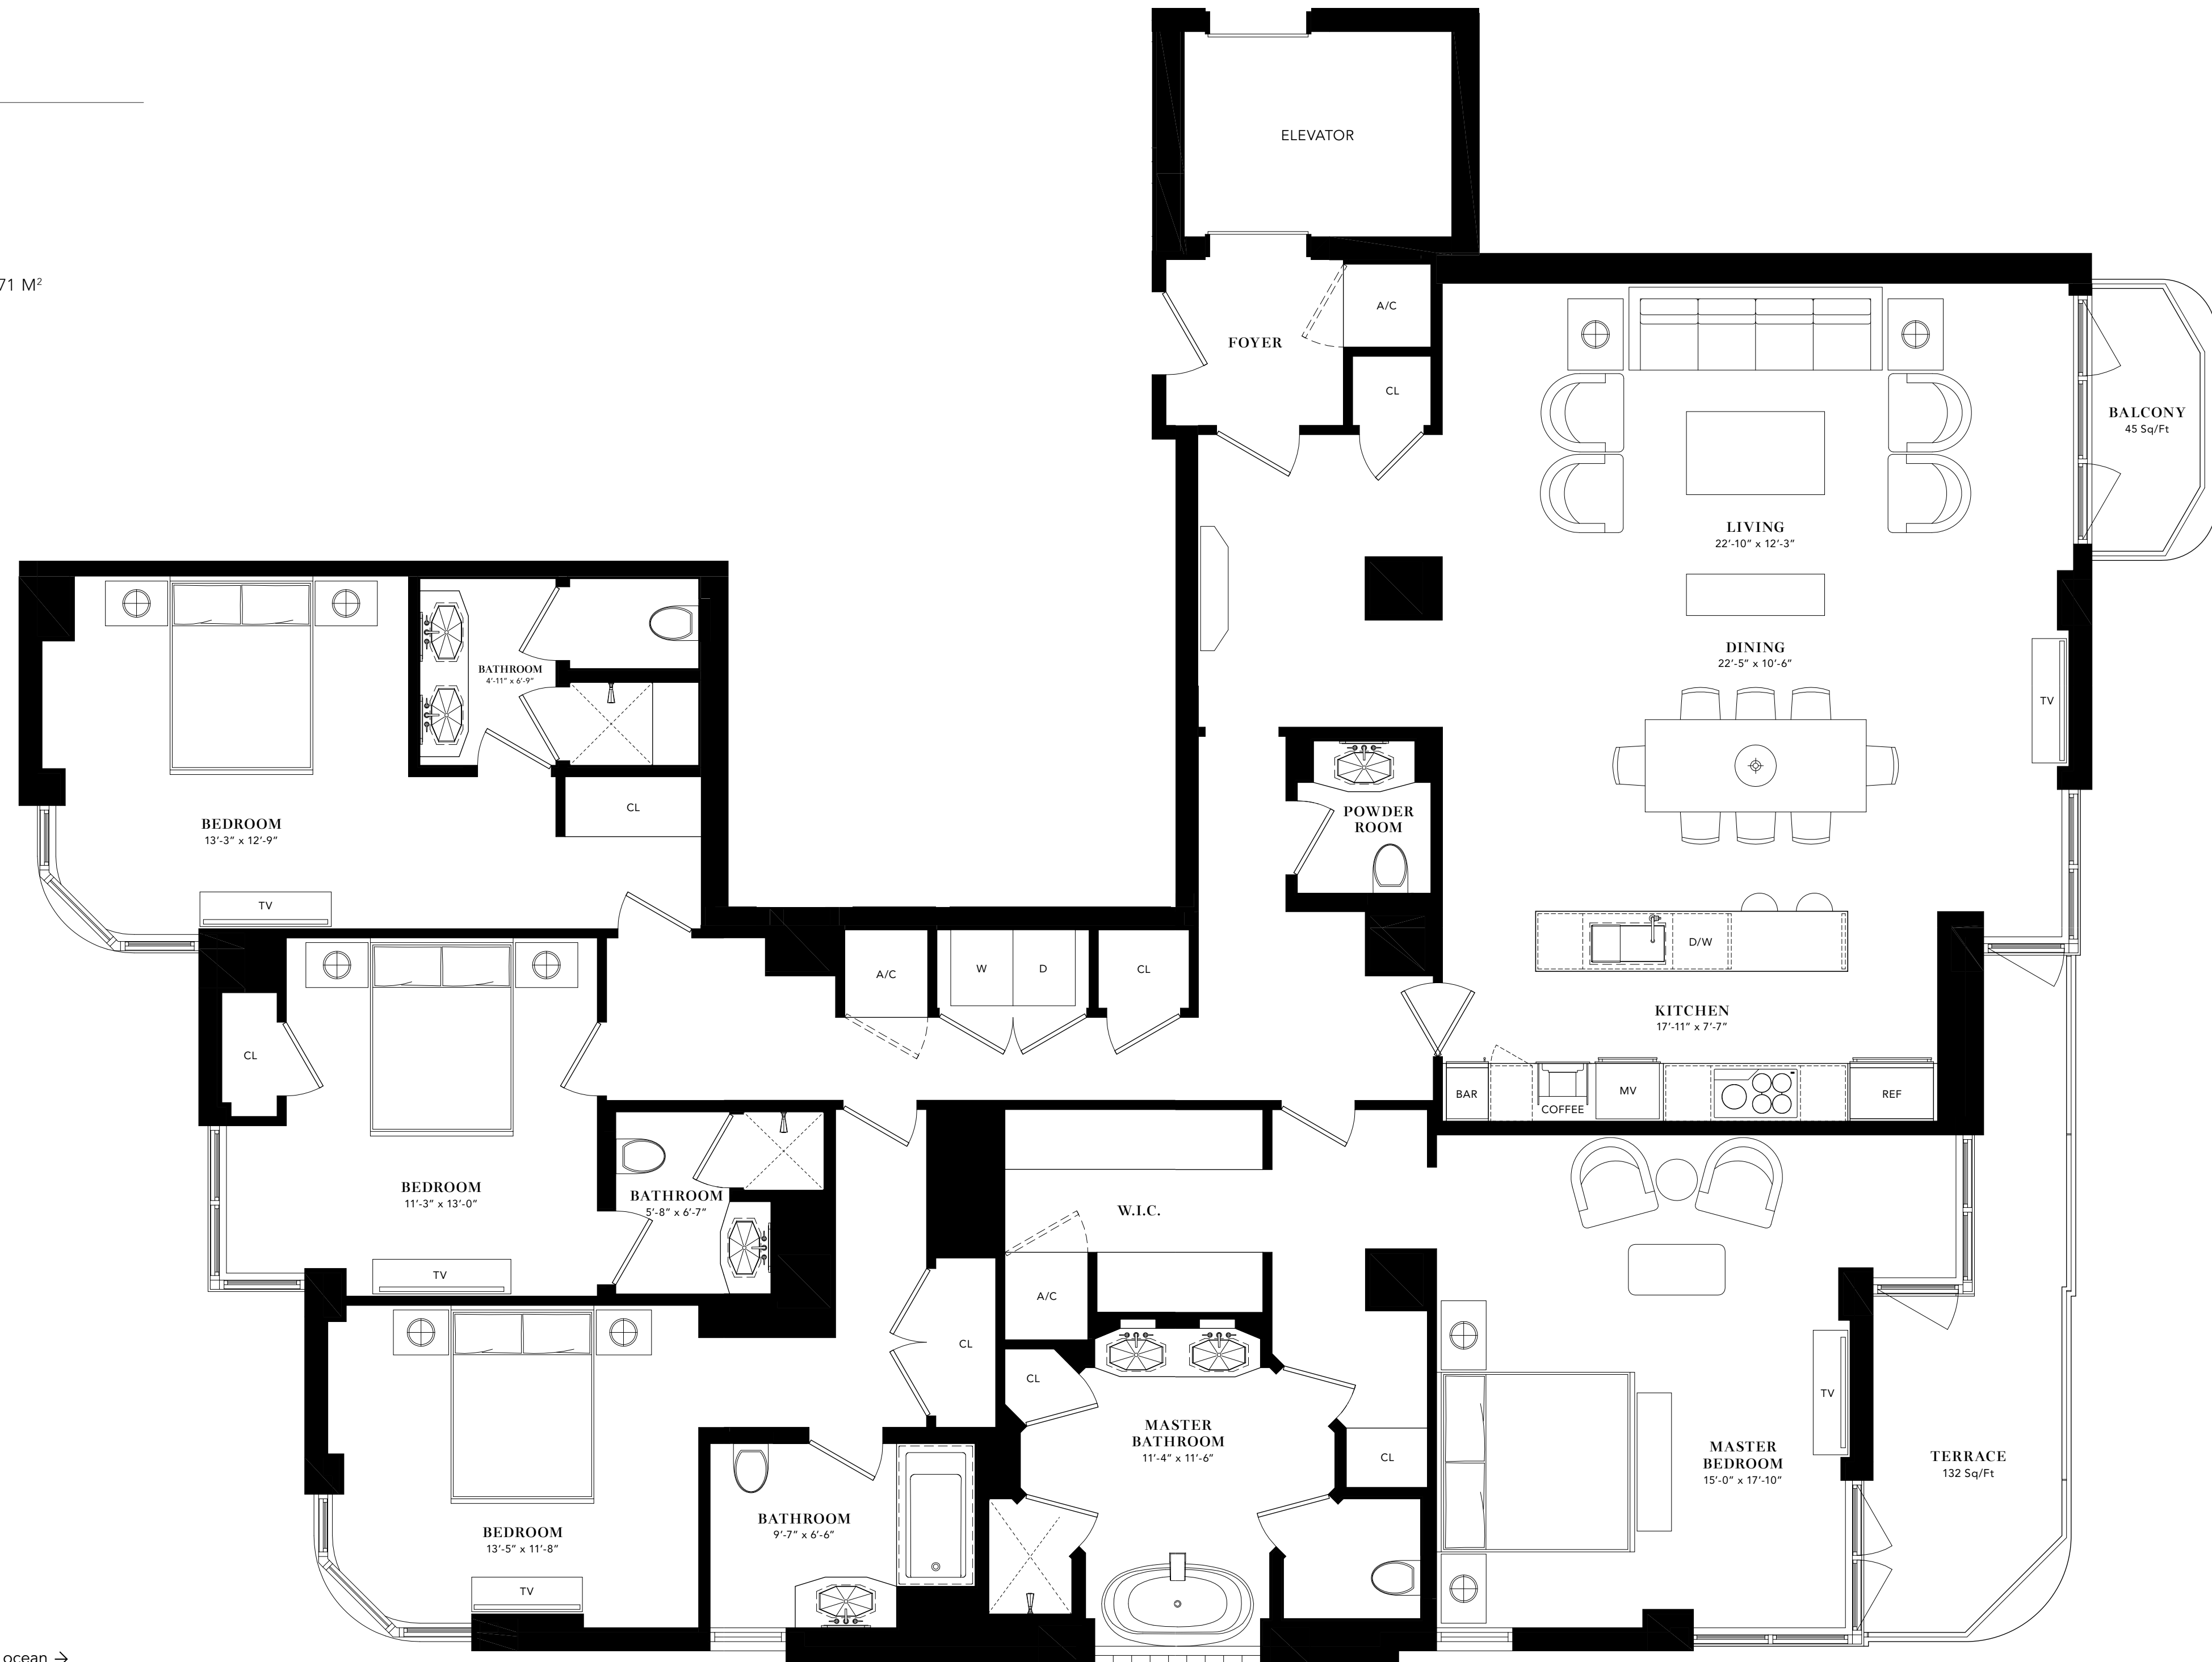 ELEVATOR
71 M²
A/C
FOYER
CL
BALCONY
45 Sq/Ft
LIVING
22'-10" x 12'-3"
DINING
22'-5" x 10'-6"
TV
BATHROOM
4'-11" x 6'-9"
CL
BEDROOM
13'-3" x 12'-9"
TV
POWDER
ROOM
D/W
A/C
W
D
CL
KITCHEN
17'-11" x 7'-7"
CL
BAR
COFFEE
MV
REF
BEDROOM
11'-3" x 13'-0"
BATHROOM
5'-8" x 6'-7"
W.I.C.
TV
A/C
CL
CL
TV
MASTER
BATHROOM
11'-4" x 11'-6"
CL
MASTER
BEDROOM
15'-0" x 17'-10"
TERRACE
132 Sq/Ft
BATHROOM
9'-7" x 6'-6"
BEDROOM
13'-5" x 11'-8"
TV
ocean →